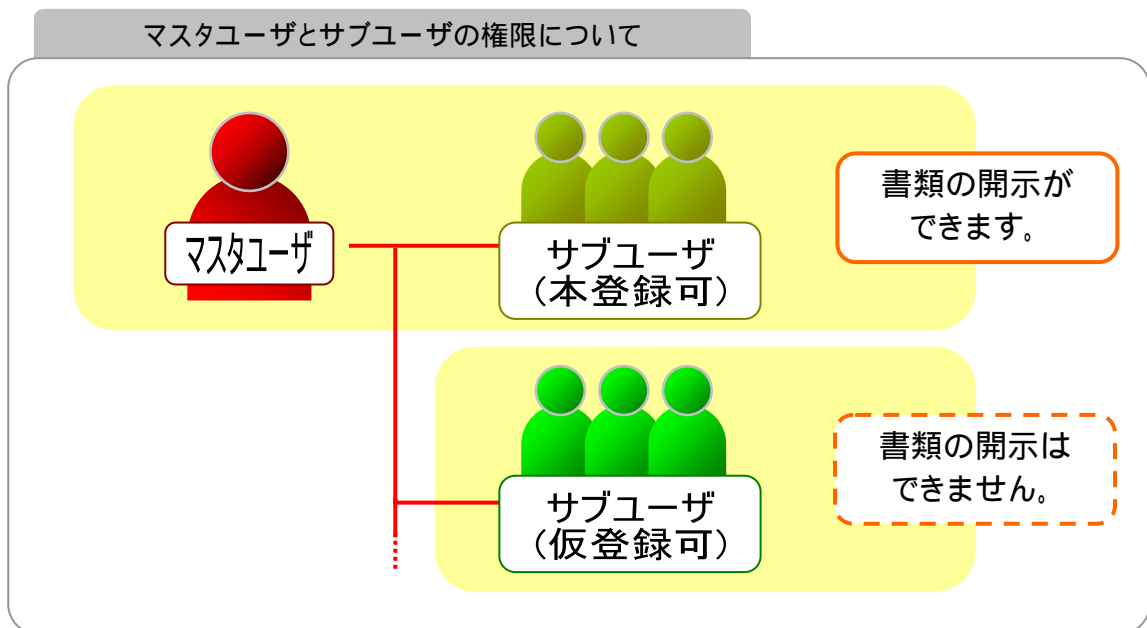 マスタユーザとサブユーザの権限について
マスタユーザ
サブユーザ
（本登録可）
書類の開示が
できます。
サブユーザ
（仮登録可）
書類の開示は
できません。